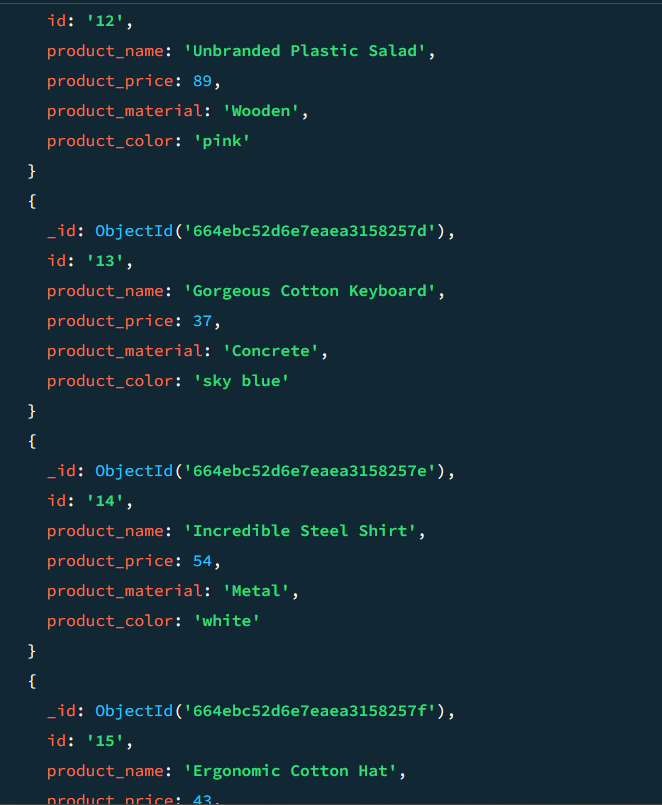 id: '12',
product_name: 'Unbranded Plastic Salad',
product_price: 89,
product_material: 'Wooden',
product_color: 'pink'
}
{
_id: ObjectId('664ebc52d6e7eaea3158257d'),
id: '13',
product_name: 'Gorgeous Cotton Keyboard',
product_price: 37,
product_material: 'Concrete',
product_color: 'sky blue'
}
{
_id: ObjectId('664ebc52d6e7eaea3158257e'),
id: '14',
product_name: 'Incredible Steel Shirt',
product_price: 54,
product_material: 'Metal',
product_color: 'white'
}
{
_id: ObjectId('664ebc52d6e7eaea3158257f'),
id: '15',
product_name: 'Ergonomic Cotton Hat',
product_price: 43,